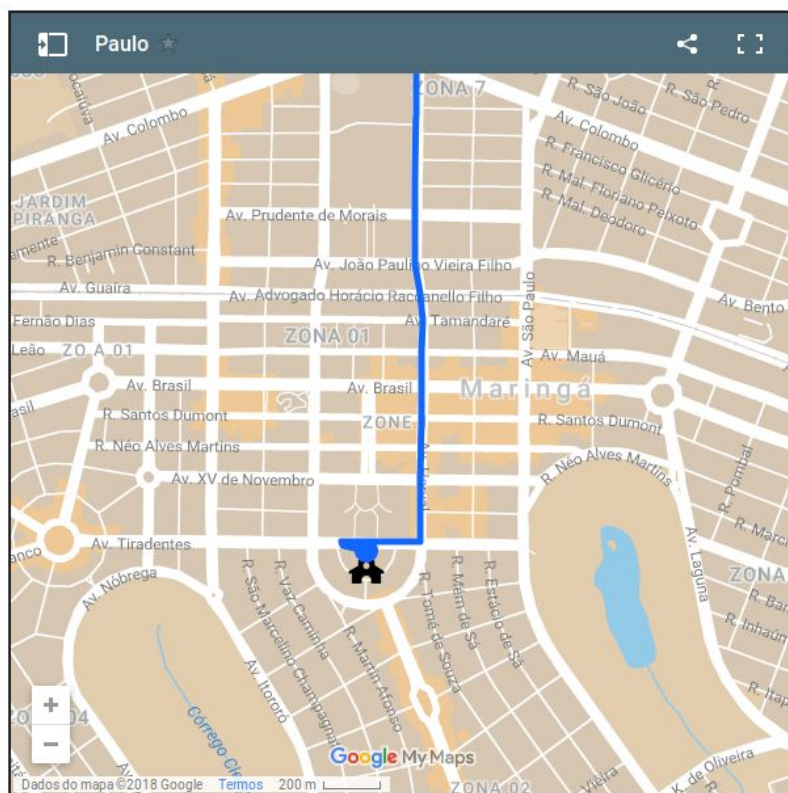 Paulo
ZONA 7
R. São João
R. São Pedro
Av. Colombo
Av. Colombo
R. Francisco Glicério
R. Mal. Floriano Peixoto
R. Mal. Deodoro
JARDIM
Av. Prudente de Morais
R. Benjamin Constant
Av. João Paulino Vieira Filho
Av. Guaíra
Av. Advogado Horácio Raccanello Filho
Av. Bento
Fernão Dias
Av. Tamandaré
Av. São Paulo
ZONA 01
Leão
Av. Mauá
Av. Brasil
Av. Brasil
Maringá
R. Santos Dumont
ZONE
R. Santos Dumont
R. Néo Alves Martins
R. Néo Alves Martins
R. Pombal
Av. XV de Novembro
Av. Tiradentes
Av. Laguna
Av. Nóbrega
R. São Marcelino Champagnat
R. Vaz Caminha
R. Martin Afonso
R. Tomé de Souza
R. Mem de Sá
R. Estácio de Sá
ZONA
Av. Itororó
+
−
Google My Maps
K. de Oliveira
Vieira
ZONA 02
Dados do mapa ©2018 Google
Termos
200 m